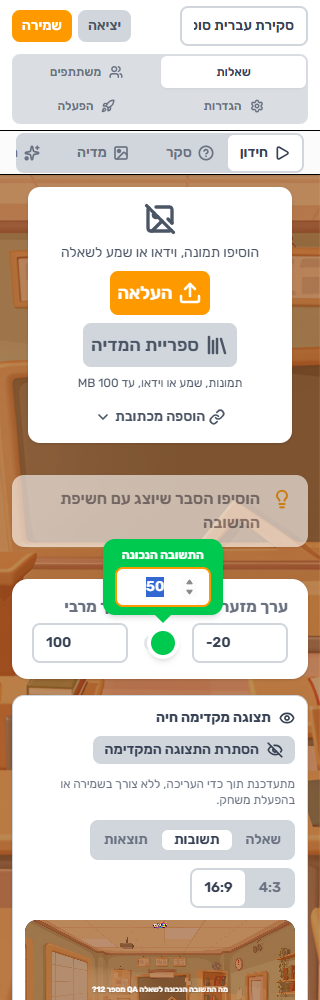 סקירת עברית סופ
יציאה
שמירה
שאלות
משתתפים
הגדרות
הפעלה
חידון
סקר
מדיה
הוסיפו תמונה, וידאו או שמע לשאלה
העלאה
ספריית המדיה
תמונות, שמע או וידאו, עד 100 MB
הוספה מכתובת
הוסיפו הסבר שיוצג עם חשיפת
התשובה
התשובה הנכונה
50
ערך מזער
מרבי
-20
100
תצוגה מקדימה חיה
הסתרת התצוגה המקדימה
מתעדכנת תוך כדי העריכה, ללא צורך בשמירה או
בהפעלת משחק.
שאלה
תשובות
תוצאות
4:3
16:9
מה התשובה הנכונה לשאלה QA מספר 12?